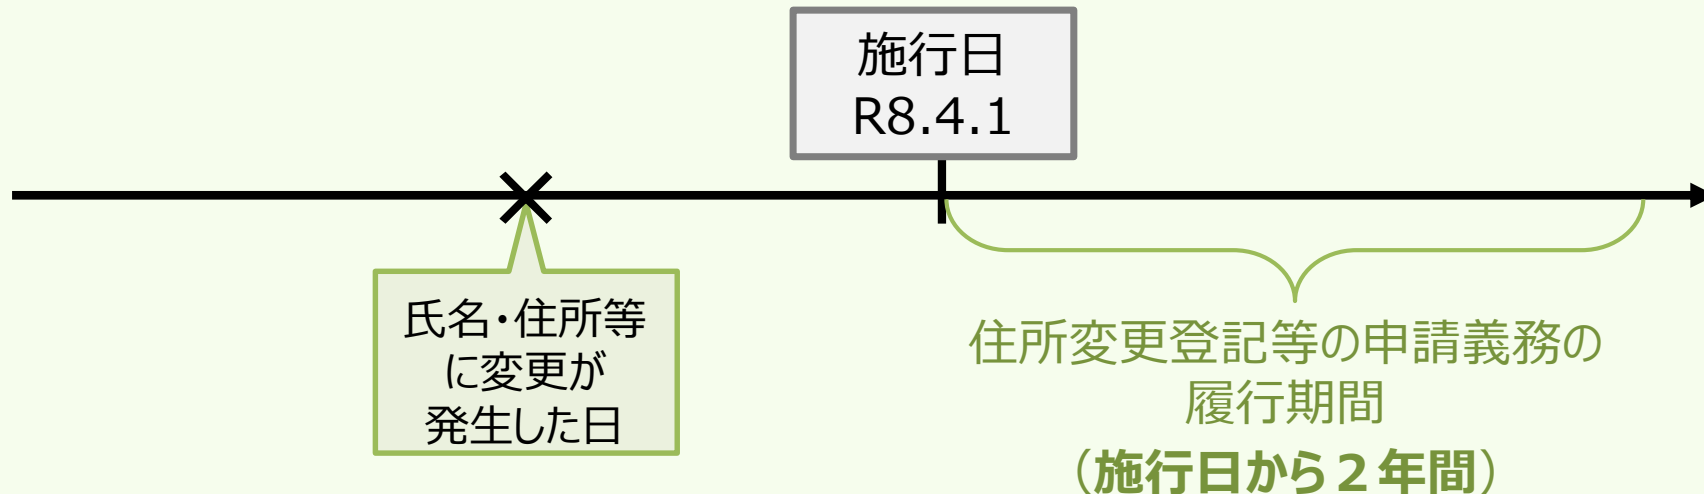 施行日
R8.4.1
氏名・住所等
に変更が
発生した日
住所変更登記等の申請義務の
履行期間
（施行日から２年間）